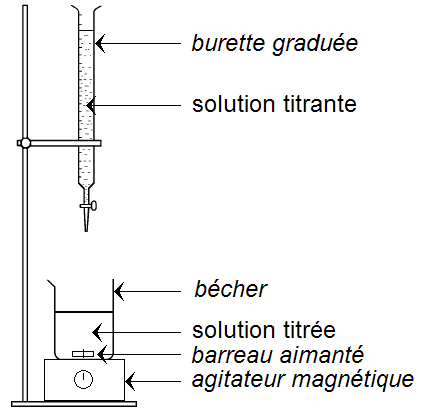 burette graduée
solution titrante
bécher
solution titrée
barreau aimanté
agitateur magnétique